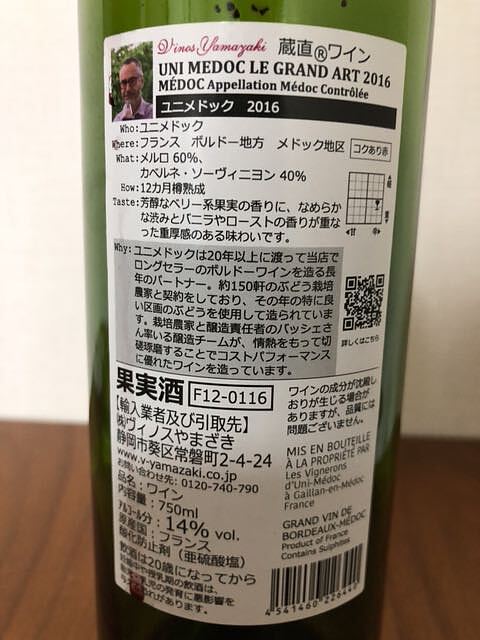 Vinos Yamazaki 蔵直®ワイン
UNI MEDOC LE GRAND ART 2016
MÉDOC Appellation Médoc Contrôlée
ユニメドック 2016
Who:ユニメドック
Where:フランス ボルドー地方 メドック地区
コクあり赤
What:メルロ 60%、
カベルネ・ソーヴィニヨン 40%
How:12カ月樽熟成
Taste:芳醇なベリー系果実の香りに、なめらか
な渋みとバニラやローストの香りが重な
った重厚感のある味わいです。
Why:ユニメドックは20年以上に渡って当店で
ロングセラーのボルドーワインを造る長
年のパートナー。約150軒のぶどう栽培
農家と契約をしており、その年の特に良
い区画のぶどうを使用して造られていま
す。栽培農家と醸造責任者のパッシェさ
ん率いる醸造チームが、情熱をもって切
磋琢磨することでコストパフォーマンス
に優れたワインを造っています。
軽
重
甘
辛
詳しくはこちら
果実酒 F12-0116
【輸入業者及び引取先】
㈱ヴィノスやまざき
静岡市葵区常磐町2-4-24
www.v-yamazaki.co.jp
お問い合わせ先:0120-740-790
品名:ワイン
内容量:750ml
アルコール分:14% vol.
原産国:フランス
酸化防止剤(亜硫酸塩)
飲酒は20歳になってから
ワインの成分が沈殿し
おりが生じる場合が
ありますが、品質には
問題ございません。
MIS EN BOUTEILLE
À LA PROPRIÉTÉ PAR
Les Vignerons
d'Uni-Médoc
à Gaillan-en-Médoc
France
GRAND VIN DE
BORDEAUX-MÉDOC
Product of France
Contains Sulphites